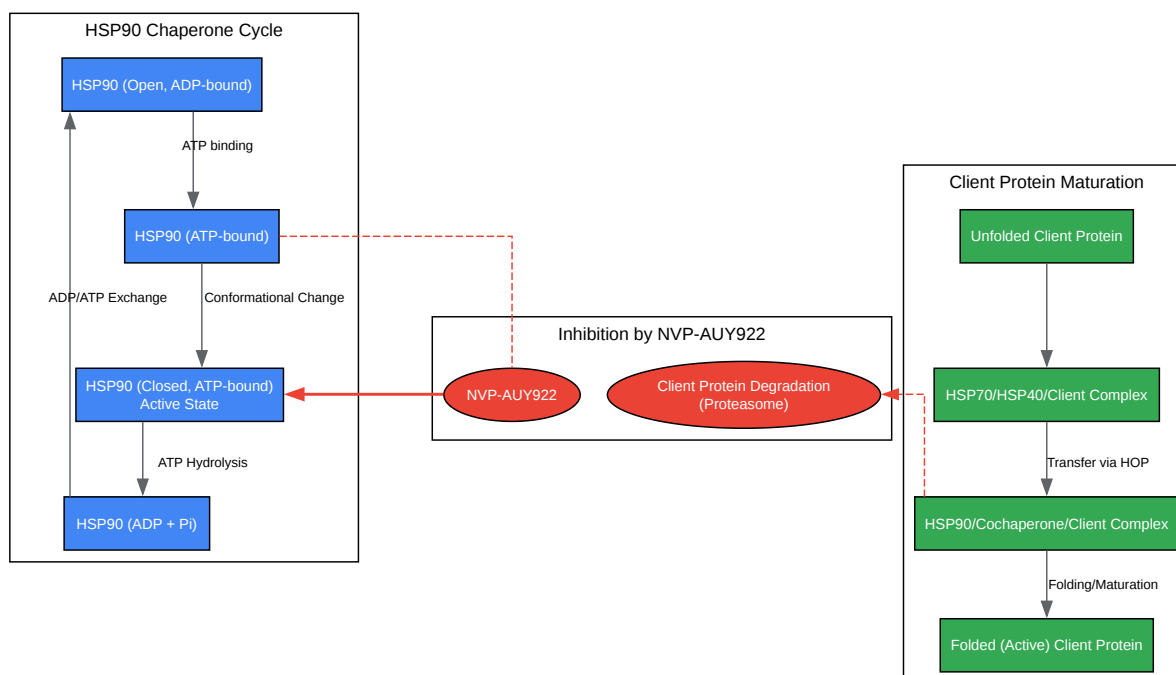 HSP90 Chaperone Cycle
HSP90 (Open, ADP-bound)
ATP binding
HSP90 (ATP-bound)
ADP/ATP Exchange
Conformational Change
HSP90 (Closed, ATP-bound)
Active State
ATP Hydrolysis
HSP90 (ADP + Pi)
Inhibition by NVP-AUY922
NVP-AUY922
Client Protein Degradation
(Proteasome)
Client Protein Maturation
Unfolded Client Protein
HSP70/HSP40/Client Complex
Transfer via HOP
HSP90/Cochaperone/Client Complex
Folding/Maturation
Folded (Active) Client Protein